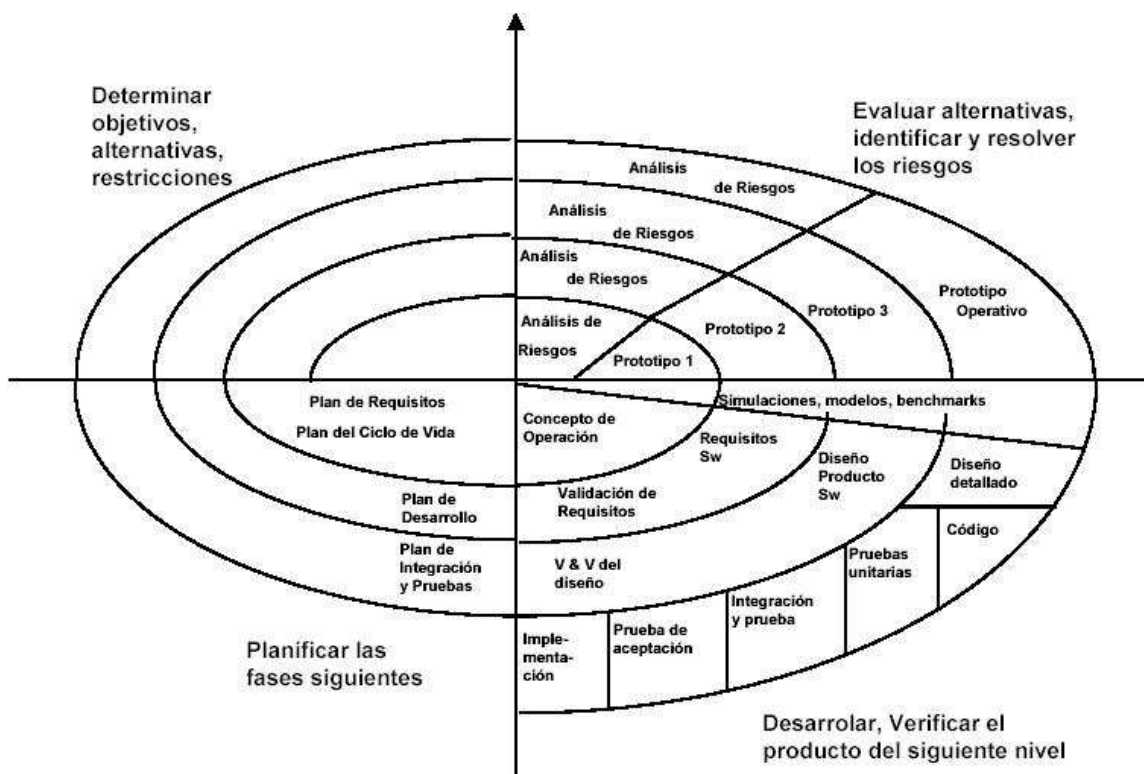 Determinar
objetivos,
alternativas,
restricciones
Evaluar alternativas,
identificar y resolver
los riesgos
Análisis
de Riesgos
Análisis
de Riesgos
Análisis
de Riesgos
Análisis de
Riesgos
Prototipo 1
Prototipo 2
Prototipo 3
Prototipo
Operativo
Simulaciones, modelos, benchmarks
Plan de Requisitos
Plan del Ciclo de Vida
Concepto de
Operación
Requisitos
Sw
Diseño
Producto
Sw
Diseño
detallado
Plan de
Desarrollo
Validación de
Requisitos
Plan de
Integración
y Pruebas
V & V del
diseño
Código
Pruebas
unitarias
Integración
y prueba
Prueba de
aceptación
Imple-
menta-
ción
Planificar las
fases siguientes
Desarrolar, Verificar el
producto del siguiente nivel